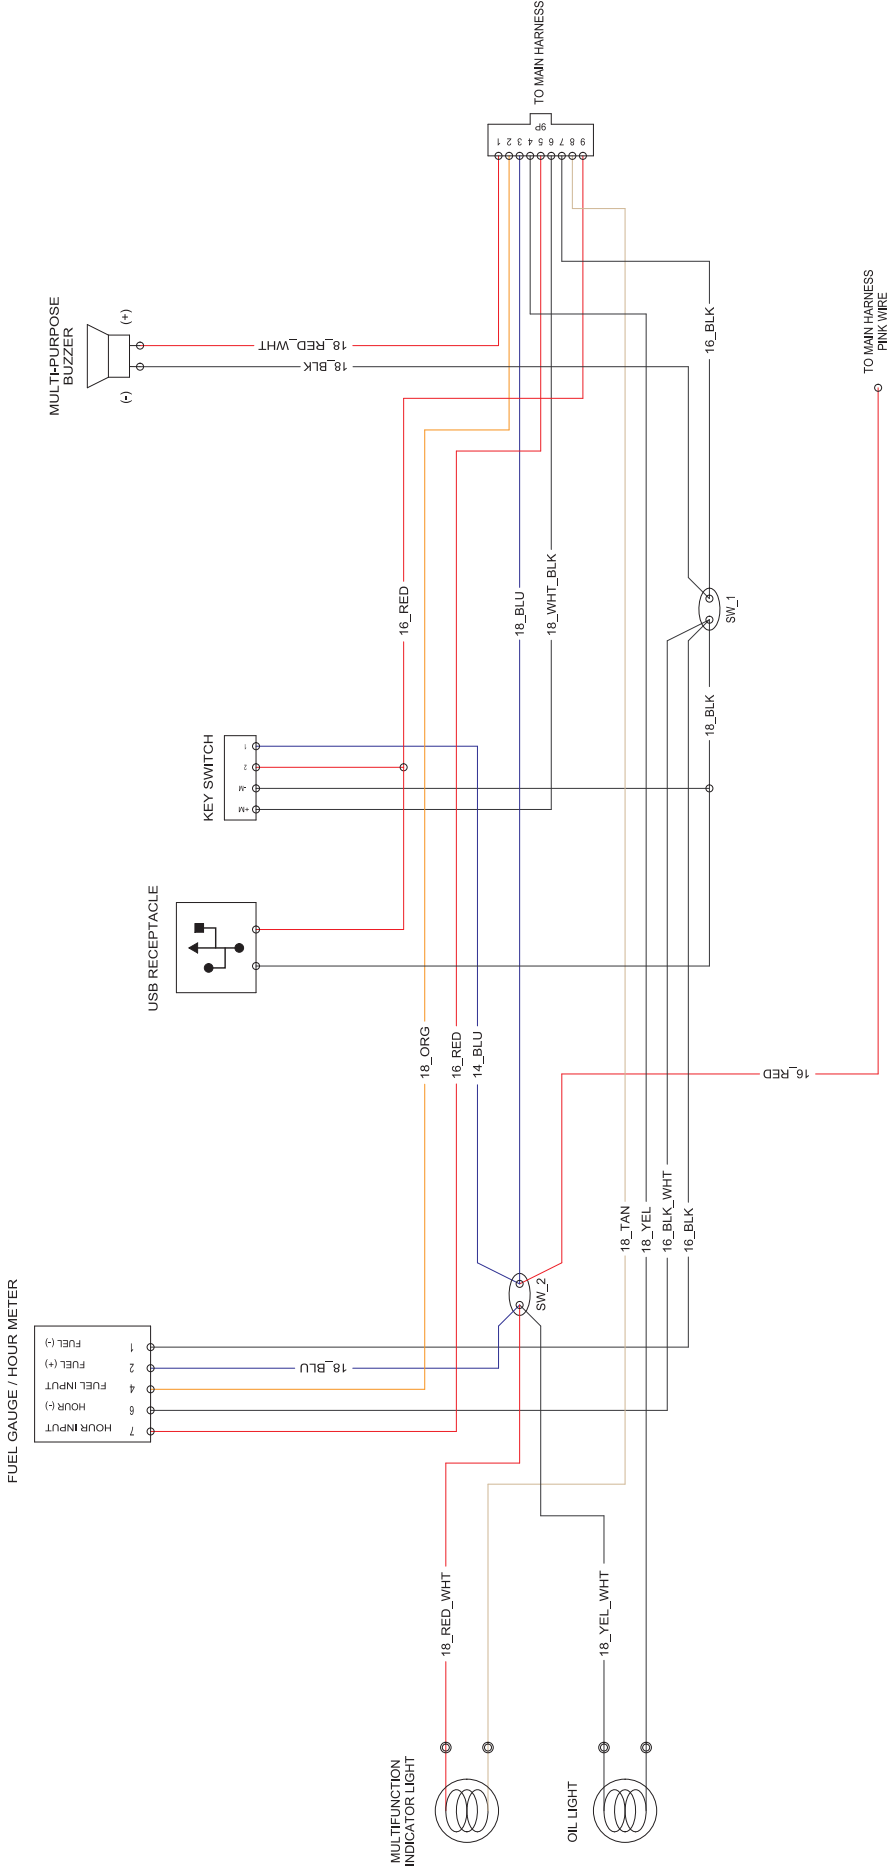 TO MAIN HARNESS
9P
1 2 3 4 5 6 7 8 9
MULTI-PURPOSE
BUZZER
(+)
(-)
18_RED_WHT
18_BLK
16_BLK
TO MAIN HARNESS
PINK WIRE
16_RED
18_BLU
18_WHT_BLK
SW_1
18_BLK
KEY SWITCH
1
2
-M
+M
USB RECEPTACLE
18_ORG
16_RED
14_BLU
16_RED
18_TAN
18_YEL
16_BLK_WHT
16_BLK
SW_2
FUEL GAUGE / HOUR METER
FUEL (-) 1
FUEL (+) 2
FUEL INPUT 4
HOUR (-) 6
HOUR INPUT 7
18_BLU
18_RED_WHT
18_YEL_WHT
MULTIFUNCTION
INDICATOR LIGHT
OIL LIGHT